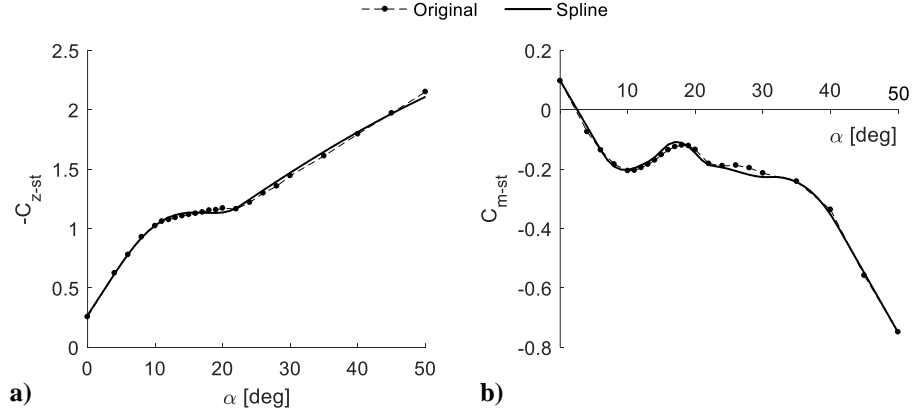 Original Spline
2.5
2
1.5
1
0.5
0
-C_z-st
0 10 20 30 40 50
α [deg]
a)
0.2
0
-0.2
-0.4
-0.6
-0.8
C_m-st
10 20 30 40 50
α [deg]
b)